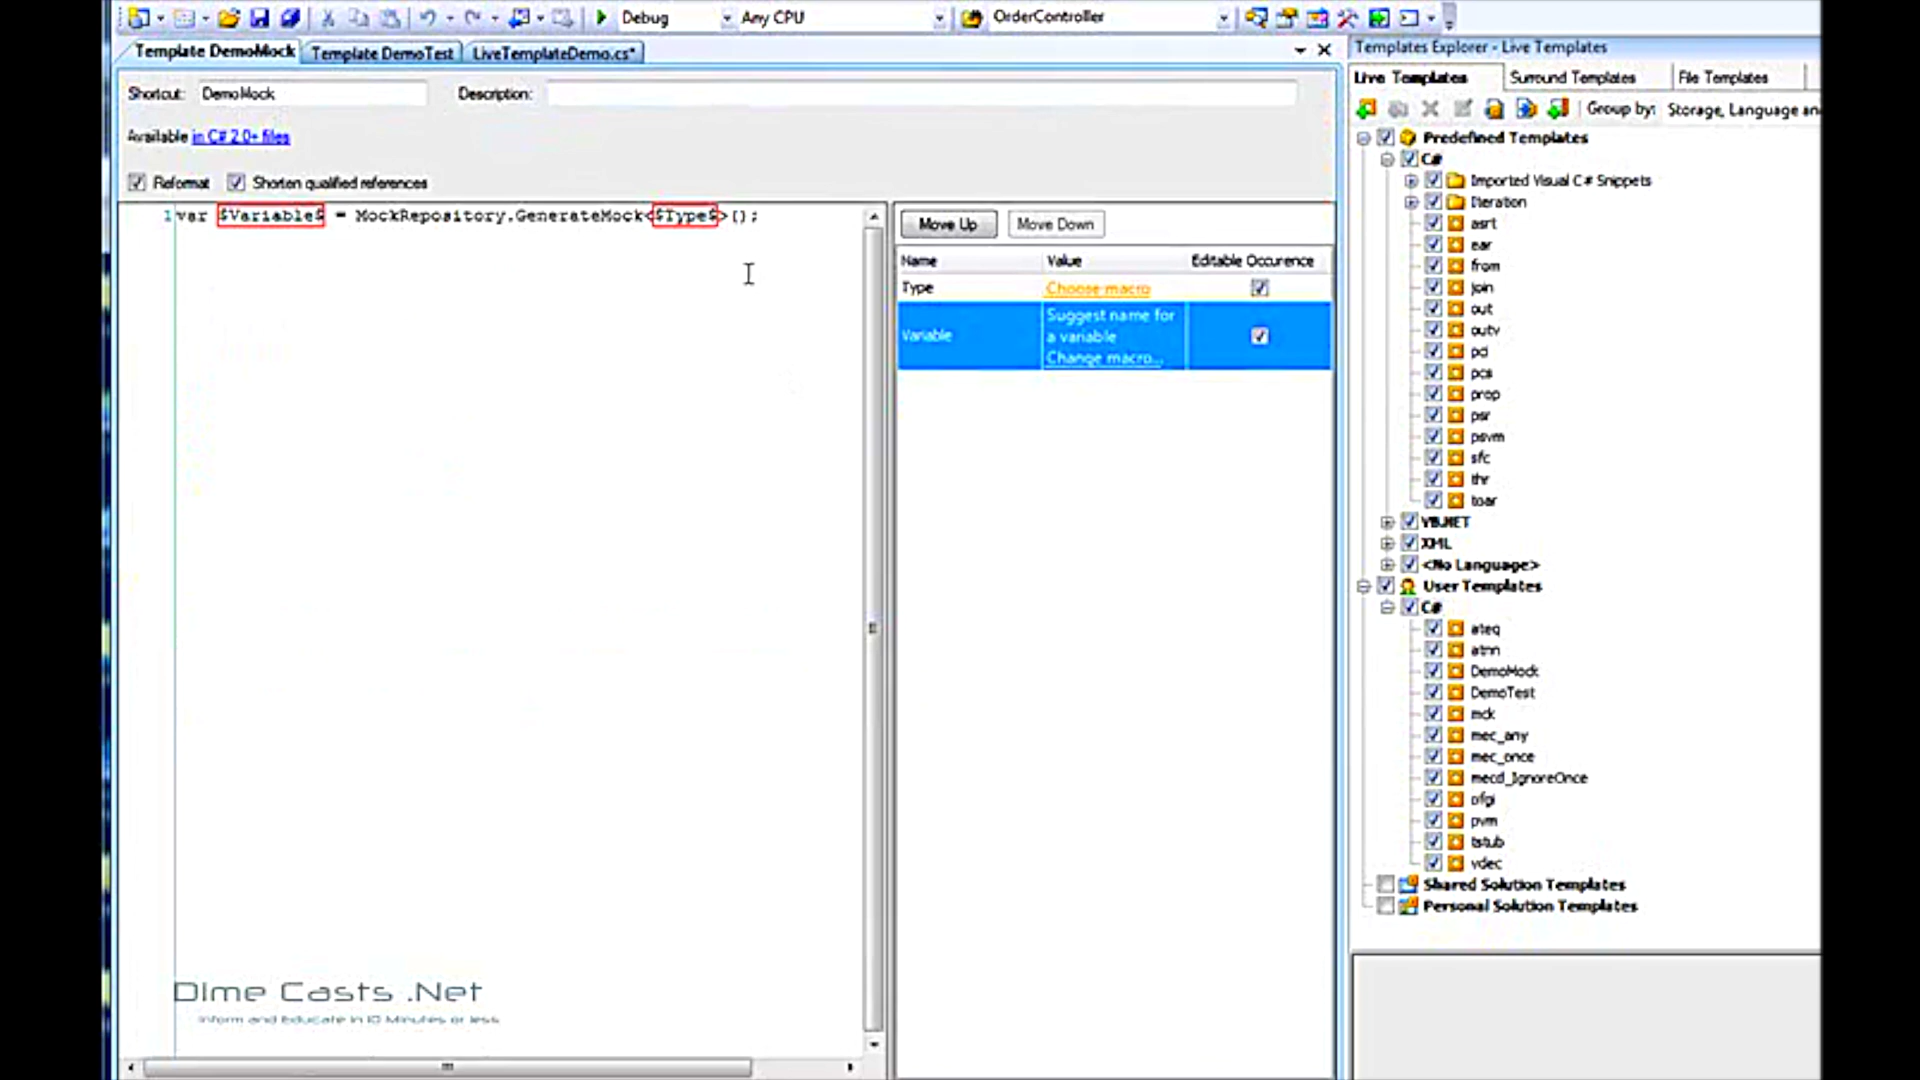 Debug Any CPU OrderController
Template DemoMock Template DemoTest LiveTemplateDemo.cs*
Shortcut: DemoMock Description:
Available in C# 2.0+ files
Reformat Shorten qualified references
1 var $Variable$ = MockRepository.GenerateMock<$Type$>();
Move Up Move Down
Name Value Editable Occurence
Type Choose macro
Variable Suggest name for
a variable
Change macro...
Dime Casts .Net
Inform and Educate in 10 Minutes or less
Templates Explorer - Live Templates
Live Templates Surround Templates File Templates
Group by: Storage, Language an
Predefined Templates
C#
Imported Visual C# Snippets
Iteration
asrt
ear
from
join
out
outv
pci
pcs
prop
psr
psvm
sfc
thr
toar
VB.NET
XML
<No Language>
User Templates
C#
ateq
atnn
DemoMock
DemoTest
mck
mec_any
mec_once
mecd_IgnoreOnce
ofgi
pvm
tstub
vdec
Shared Solution Templates
Personal Solution Templates